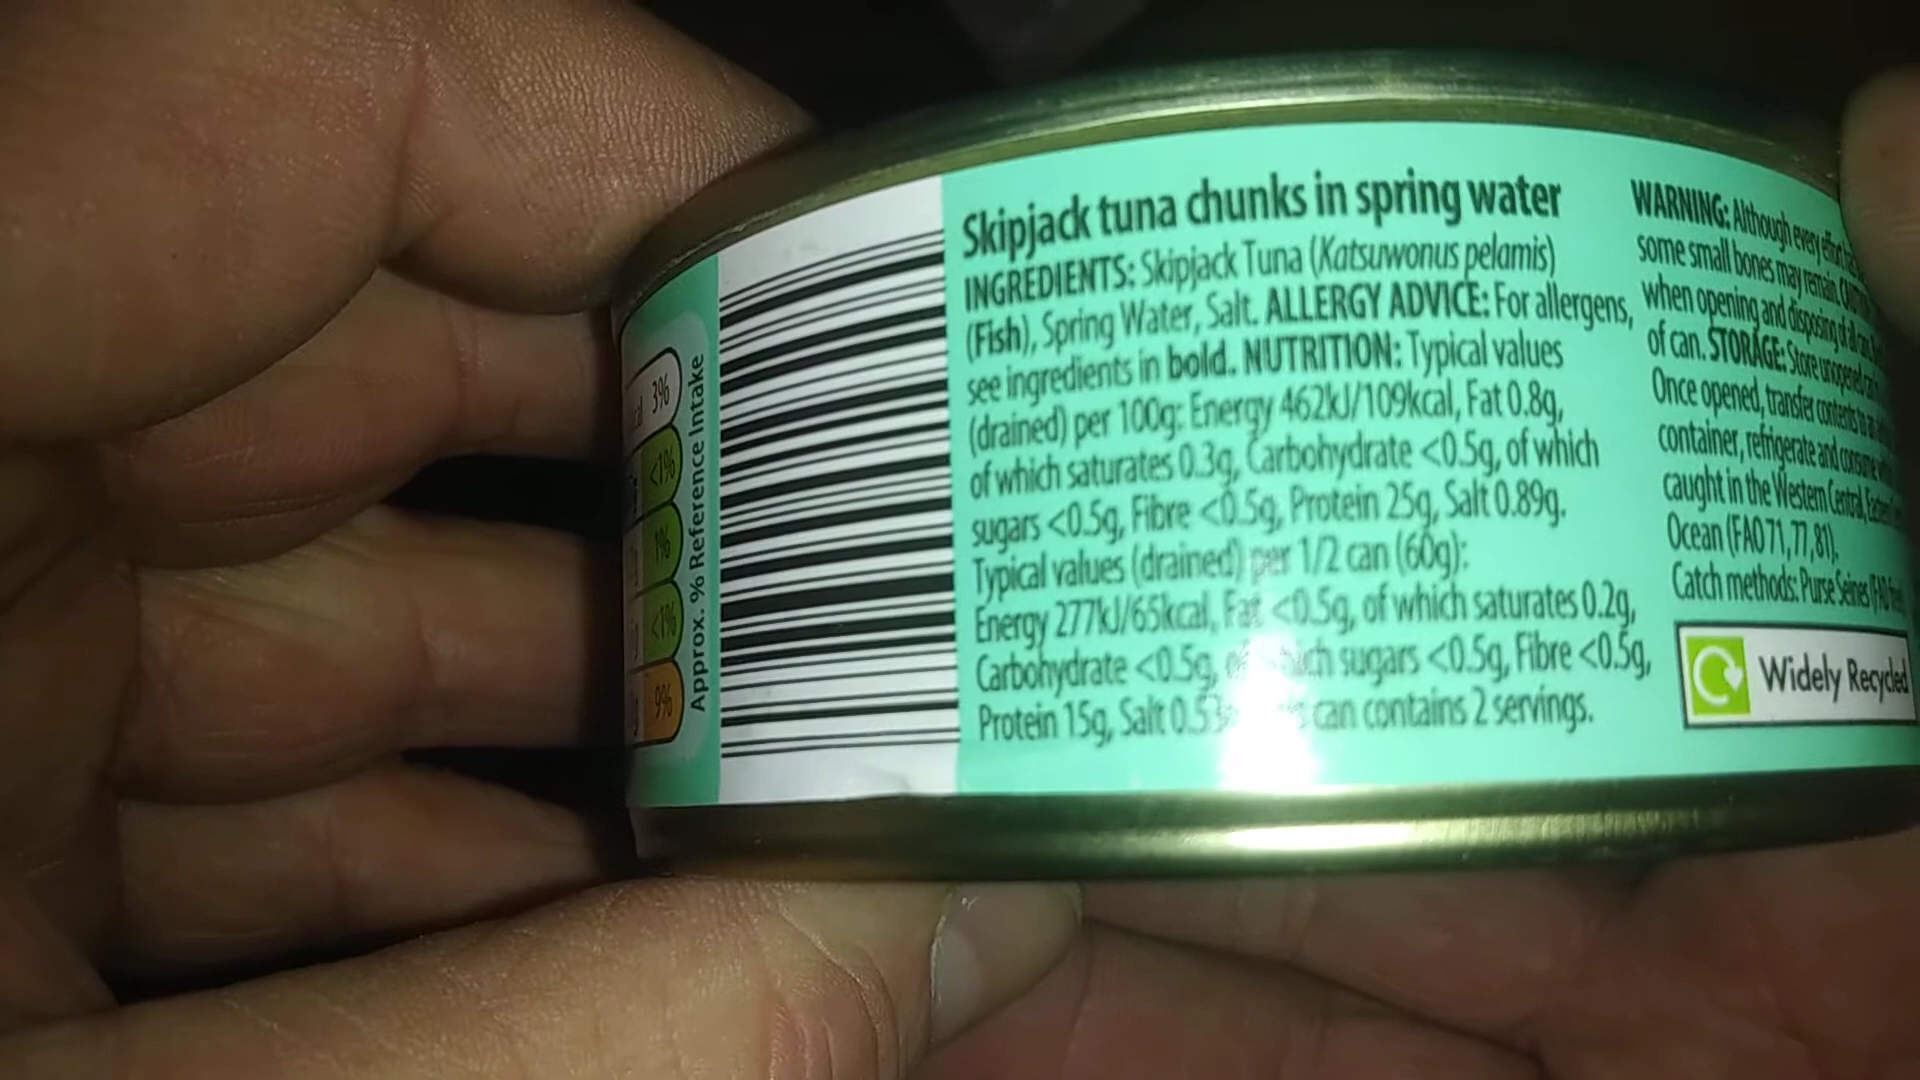 3%
<1%
1%
<1%
9%
Approx. % Reference Intake
Skipjack tuna chunks in spring water
INGREDIENTS: Skipjack Tuna (Katsuwonus pelamis)
(Fish), Spring Water, Salt. ALLERGY ADVICE: For allergens,
see ingredients in bold. NUTRITION: Typical values
(drained) per 100g: Energy 462kJ/109kcal, Fat 0.8g,
of which saturates 0.3g, Carbohydrate <0.5g, of which
sugars <0.5g, Fibre <0.5g, Protein 25g, Salt 0.89g.
Typical values (drained) per 1/2 can (60g):
Energy 277kJ/65kcal, Fat <0.5g, of which saturates 0.2g,
Carbohydrate <0.5g, of which sugars <0.5g, Fibre <0.5g,
Protein 15g, Salt can contains 2 servings.
WARNING: Although every
some small bones may remain.
when opening and disposing of
of can. STORAGE: Store unopened
Once opened, transfer contents to
container, refrigerate and consume
caught in the Western Central,
Ocean (FAO 71, 77, 81).
Catch methods: Purse Seines (FAD
Widely Recycled